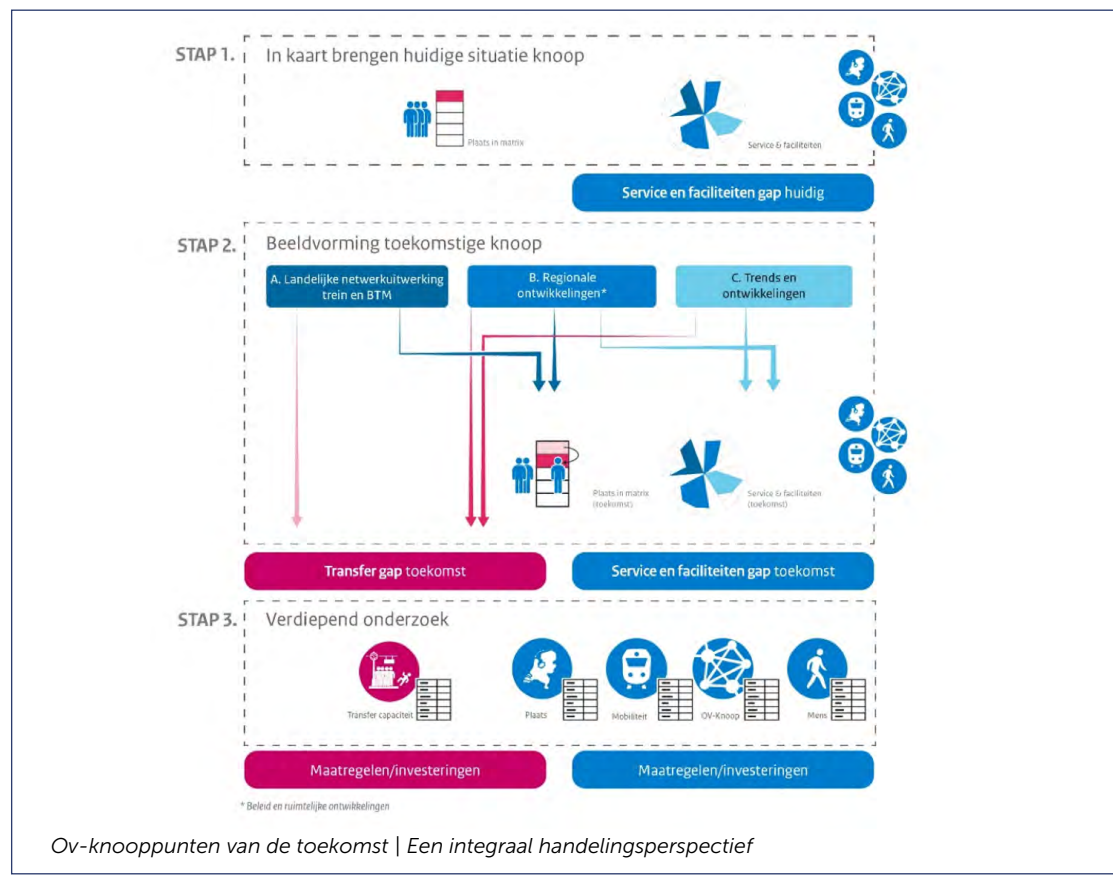 STAP 1.
In kaart brengen huidige situatie knoop
Plaats in matrix
Service & faciliteiten
Service en faciliteiten gap huidig
STAP 2.
Beeldvorming toekomstige knoop
A. Landelijke netwerkuitwerking
trein en BTM
B. Regionale
ontwikkelingen*
C. Trends en
ontwikkelingen
Plaats in matrix
(toekomst)
Service & faciliteiten
(toekomst)
Transfer gap toekomst
Service en faciliteiten gap toekomst
STAP 3.
Verdiepend onderzoek
Transfer capaciteit
Plaats
Mobiliteit
OV-Knoop
Mens
Maatregelen/investeringen
Maatregelen/investeringen
* Beleid en ruimtelijke ontwikkelingen
Ov-knooppunten van de toekomst | Een integraal handelingsperspectief